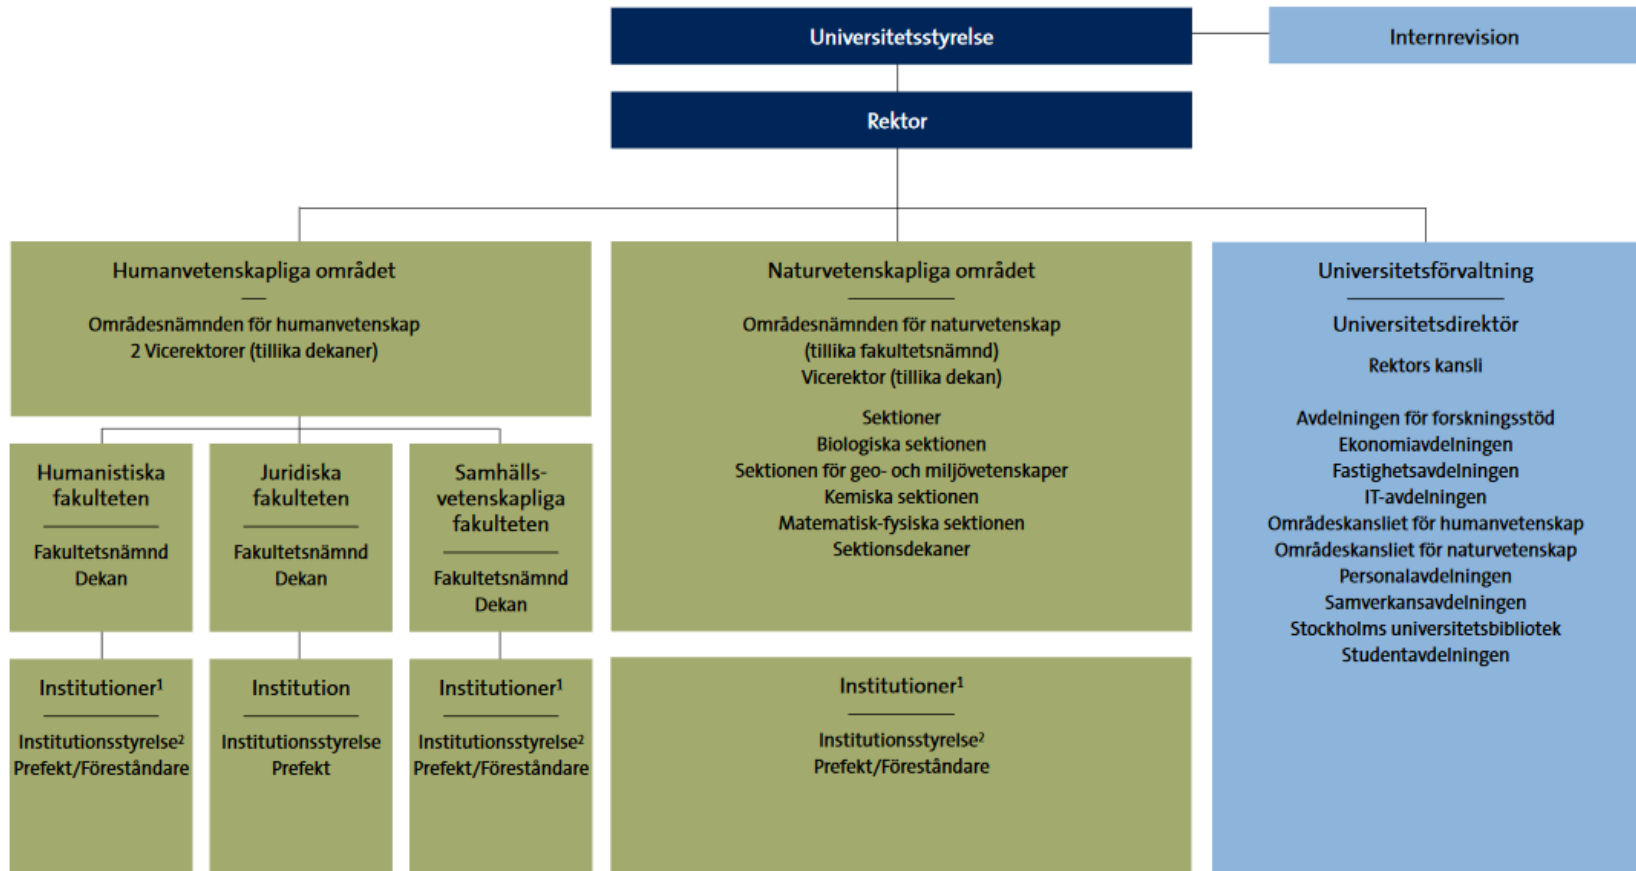 Universitetsstyrelse
Internrevision
Rektor
Humanvetenskapliga området
Områdesnämnden för humanvetenskap
2 Vicerektorer (tillika dekaner)
Humanistiska
fakulteten
Fakultetsnämnd
Dekan
Juridiska
fakulteten
Fakultetsnämnd
Dekan
Samhälls-
vetenskapliga
fakulteten
Fakultetsnämnd
Dekan
Institutioner¹
Institutionsstyrelse²
Prefekt/Föreståndare
Institution
Institutionsstyrelse
Prefekt
Institutioner¹
Institutionsstyrelse²
Prefekt/Föreståndare
Naturvetenskapliga området
Områdesnämnden för naturvetenskap
(tillika fakultetsnämnd)
Vicerektor (tillika dekan)
Sektioner
Biologiska sektionen
Sektionen för geo- och miljövetenskaper
Kemiska sektionen
Matematisk-fysiska sektionen
Sektionsdekaner
Institutioner¹
Institutionsstyrelse²
Prefekt/Föreståndare
Universitetsförvaltning
Universitetsdirektör
Rektors kansli
Avdelningen för forskningsstöd
Ekonomiavdelningen
Fastighetsavdelningen
IT-avdelningen
Områdeskansliet för humanvetenskap
Områdeskansliet för naturvetenskap
Personalavdelningen
Samverkansavdelningen
Stockholms universitetsbibliotek
Studentavdelningen